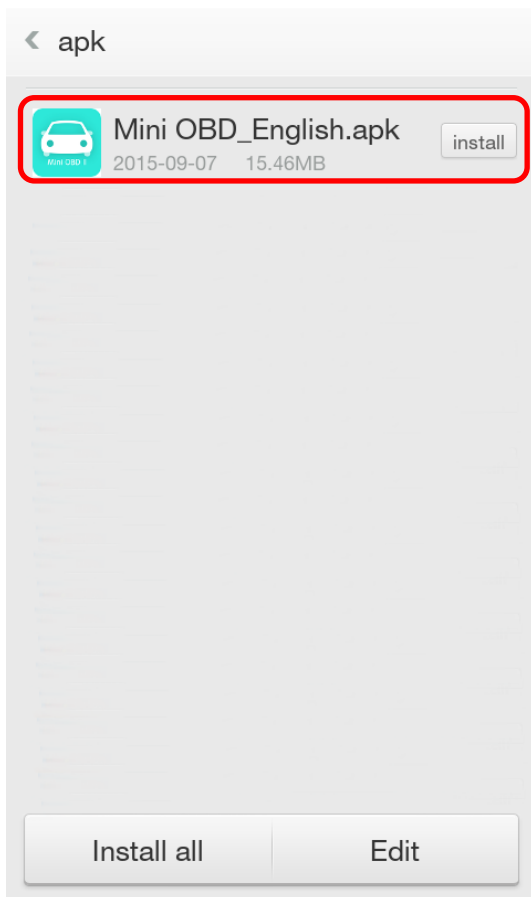 apk
Mini OBD_English.apk
MINI OBD II
2015-09-07 15.46MB
install
Install all
Edit